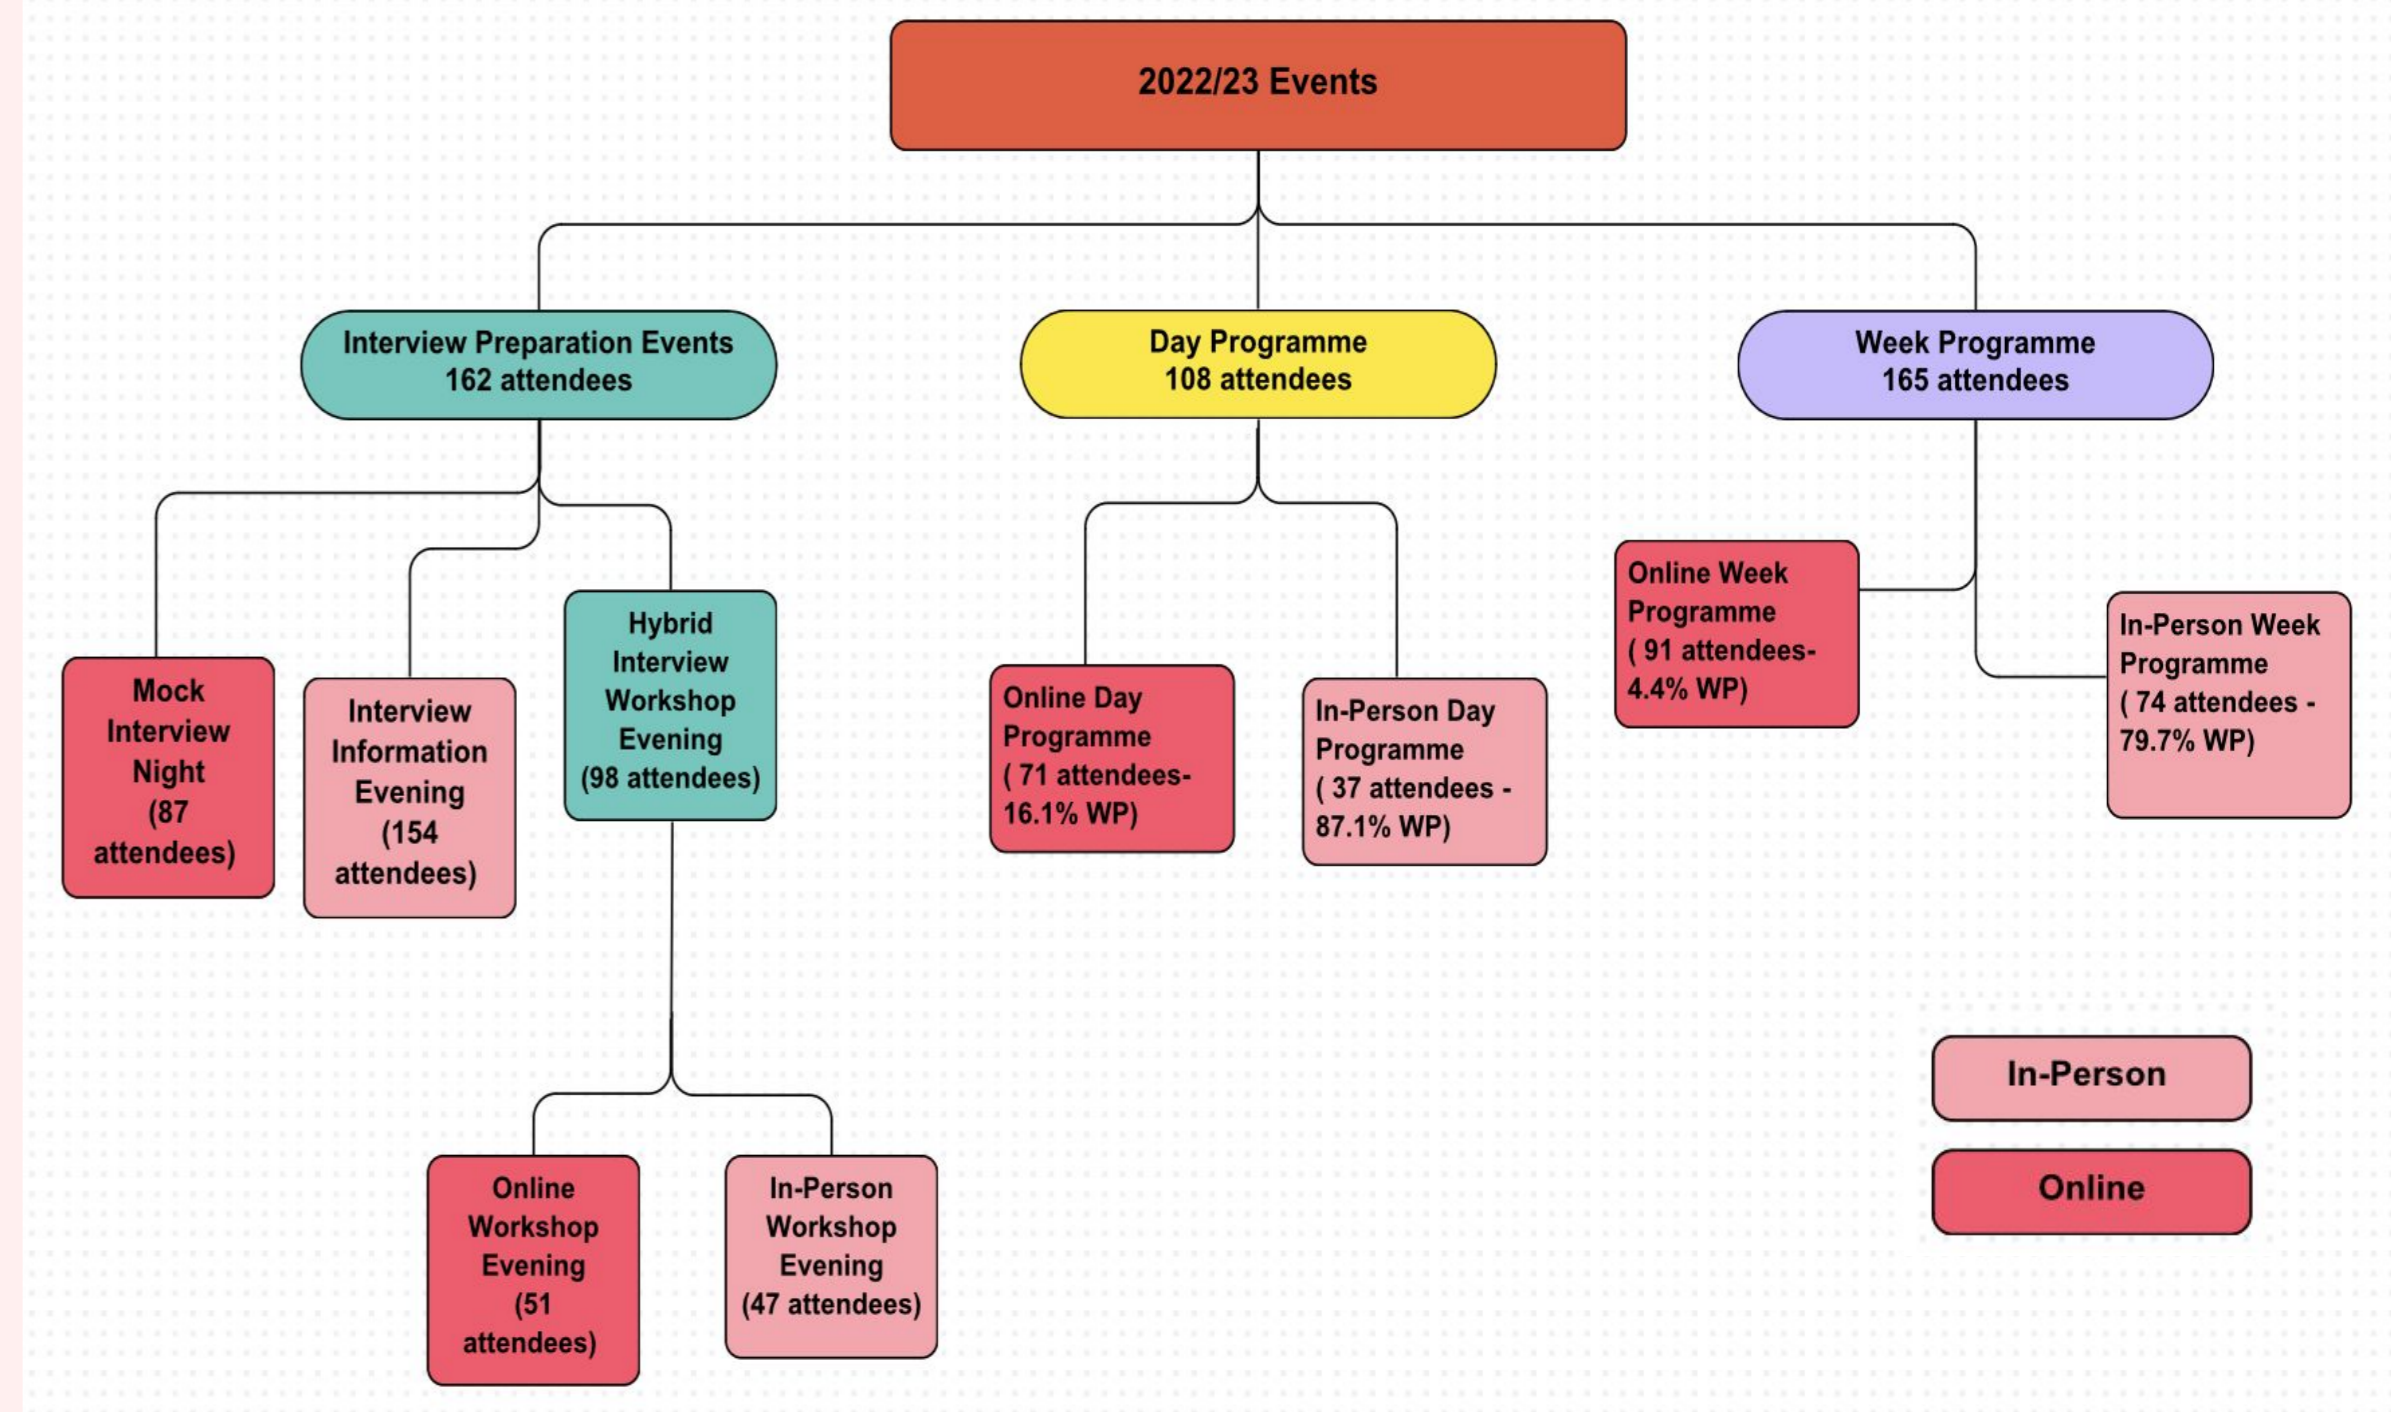 2022/23 Events
Interview Preparation Events
162 attendees
Day Programme
108 attendees
Week Programme
165 attendees
Mock
Interview
Night
(87
attendees)
Interview
Information
Evening
(154
attendees)
Hybrid
Interview
Workshop
Evening
(98 attendees)
Online Day
Programme
( 71 attendees-
16.1% WP)
In-Person Day
Programme
( 37 attendees -
87.1% WP)
Online Week
Programme
( 91 attendees-
4.4% WP)
In-Person Week
Programme
( 74 attendees -
79.7% WP)
Online
Workshop
Evening
(51
attendees)
In-Person
Workshop
Evening
(47 attendees)
In-Person
Online